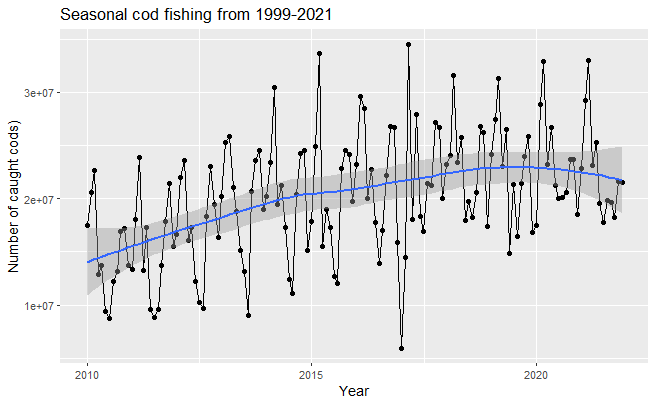 Seasonal cod fishing from 1999-2021
Number of caught cods)
3e+07
2e+07
1e+07
2010
2015
2020
Year